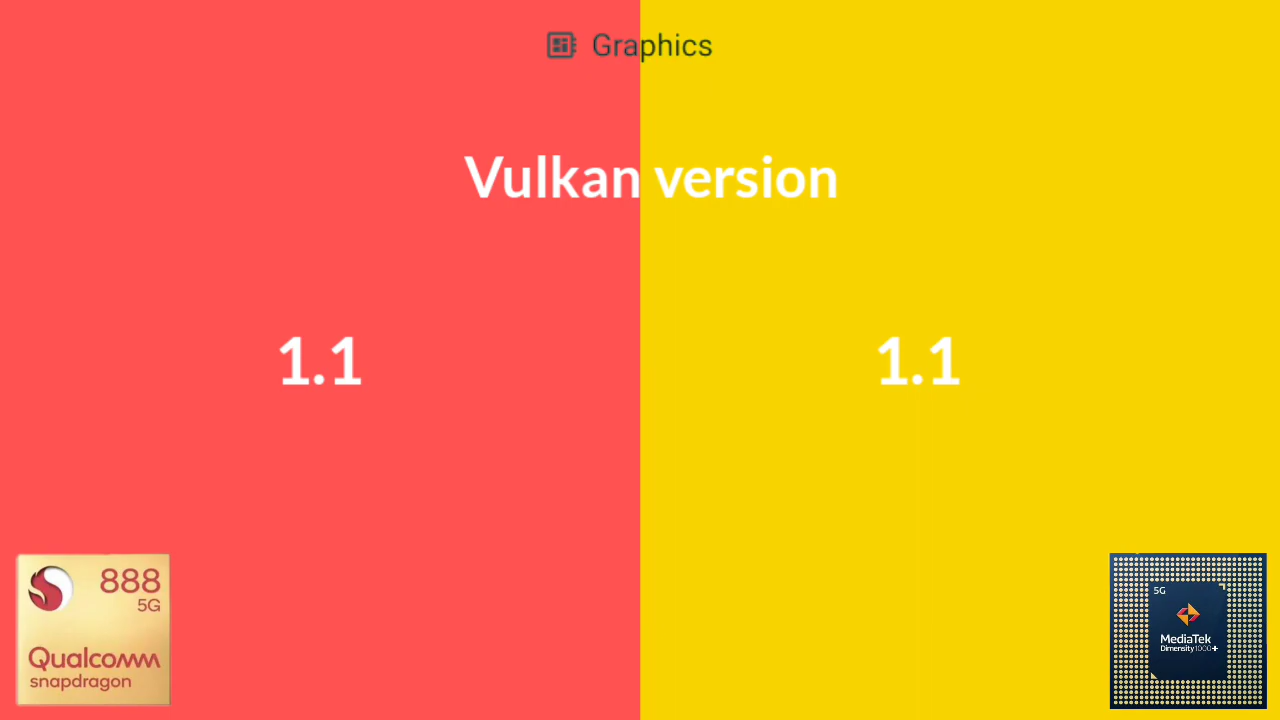 Graphics
Vulkan version
1.1
1.1
888
5G
Qualcomm
snapdragon
5G
MediaTek
Dimensity 1000+